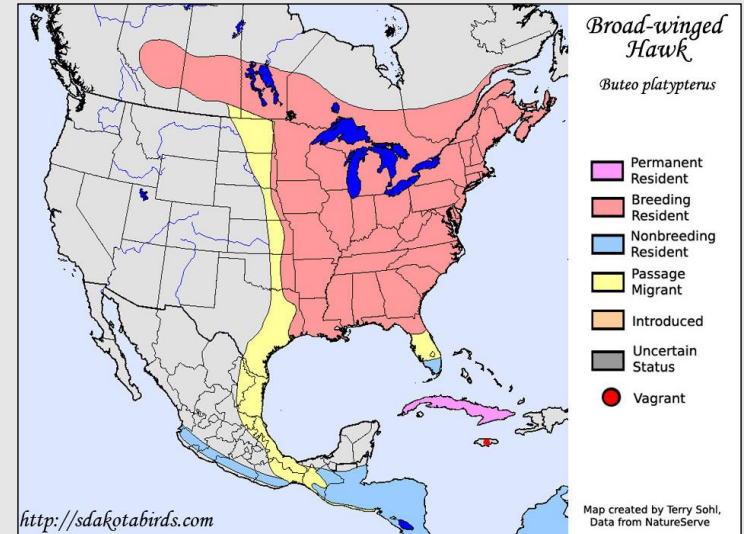 Broad-winged
Hawk
Buteo platypterus
Permanent
Resident
Breeding
Resident
Nonbreeding
Resident
Passage
Migrant
Introduced
Uncertain
Status
Vagrant
http://sdakotabirds.com
Map created by Terry Sohl,
Data from NatureServe